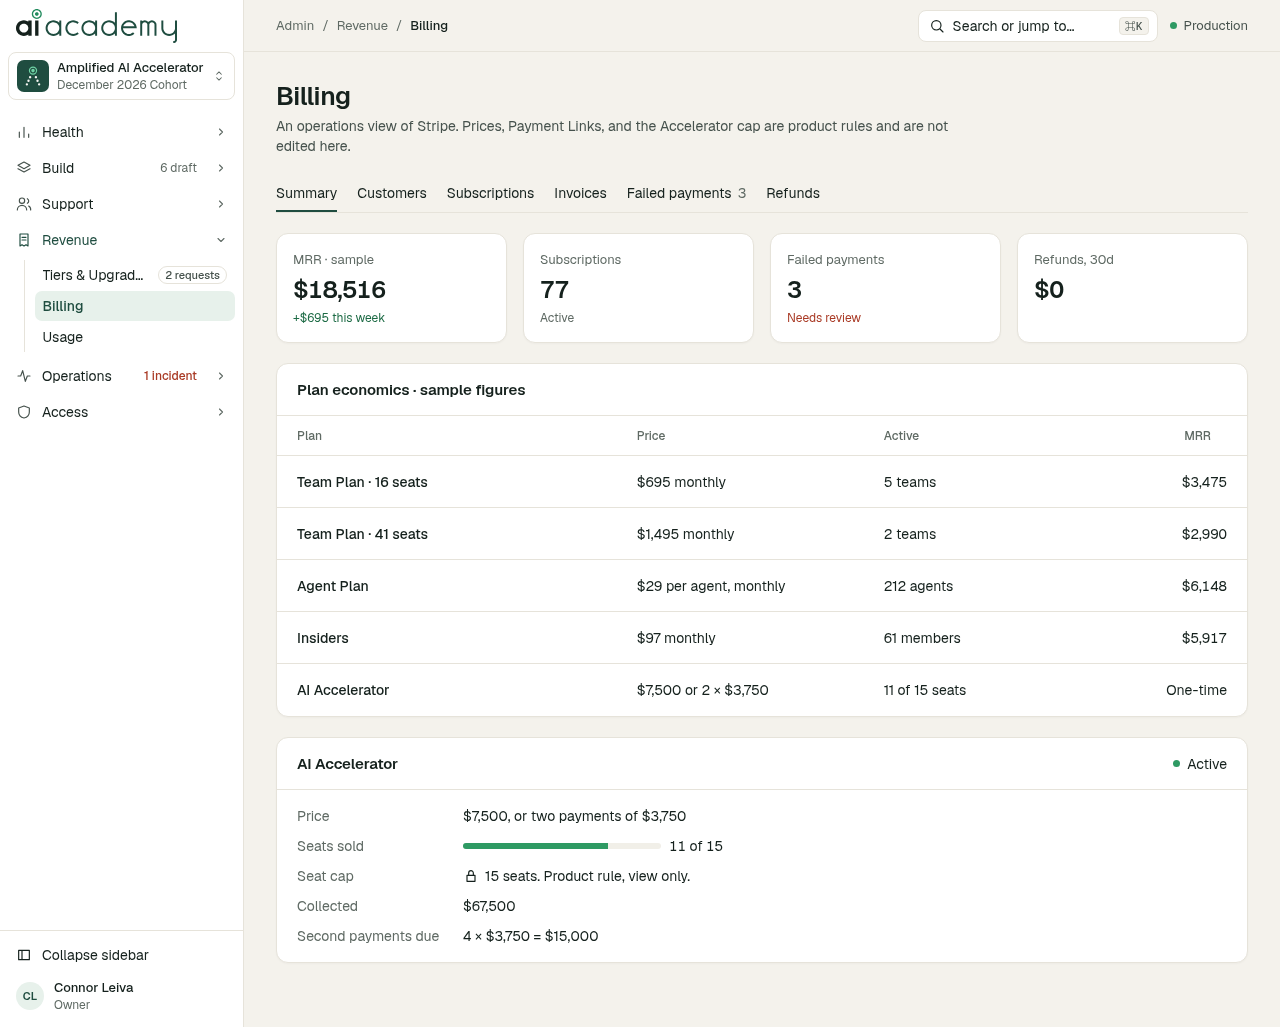 ai academy
Amplified AI Accelerator
December 2026 Cohort
Health
Build 6 draft
Support
Revenue
Tiers & Upgrad… 2 requests
Billing
Usage
Operations 1 incident
Access
Collapse sidebar
CL
Connor Leiva
Owner
Admin / Revenue / Billing
Search or jump to… ⌘K
Production
Billing
An operations view of Stripe. Prices, Payment Links, and the Accelerator cap are product rules and are not
edited here.
Summary Customers Subscriptions Invoices Failed payments 3 Refunds
MRR · sample
$18,516
+$695 this week
Subscriptions
77
Active
Failed payments
3
Needs review
Refunds, 30d
$0
Plan economics · sample figures
Plan Price Active MRR
Team Plan · 16 seats $695 monthly 5 teams $3,475
Team Plan · 41 seats $1,495 monthly 2 teams $2,990
Agent Plan $29 per agent, monthly 212 agents $6,148
Insiders $97 monthly 61 members $5,917
AI Accelerator $7,500 or 2 × $3,750 11 of 15 seats One-time
AI Accelerator Active
Price $7,500, or two payments of $3,750
Seats sold 11 of 15
Seat cap 15 seats. Product rule, view only.
Collected $67,500
Second payments due 4 × $3,750 = $15,000